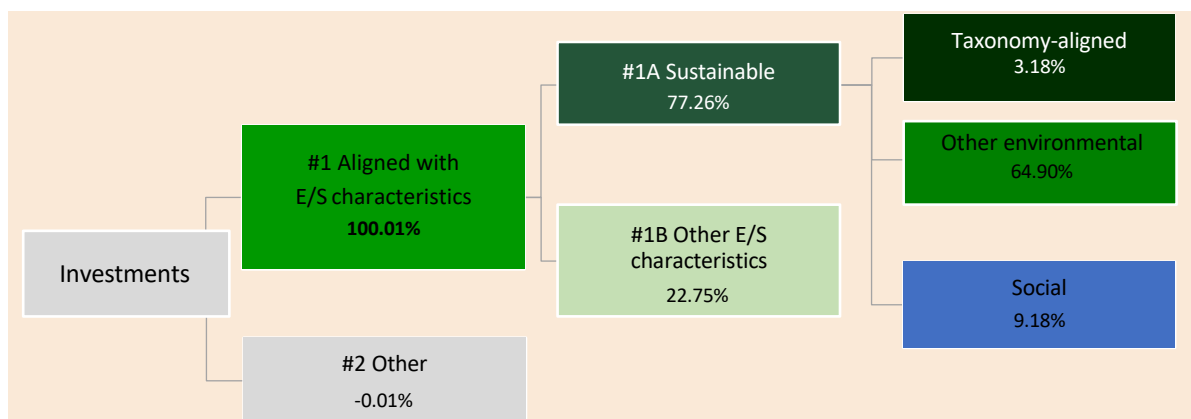 Investments
#1 Aligned with
E/S characteristics
100.01%
#2 Other
-0.01%
#1A Sustainable
77.26%
#1B Other E/S
characteristics
22.75%
Taxonomy-aligned
3.18%
Other environmental
64.90%
Social
9.18%